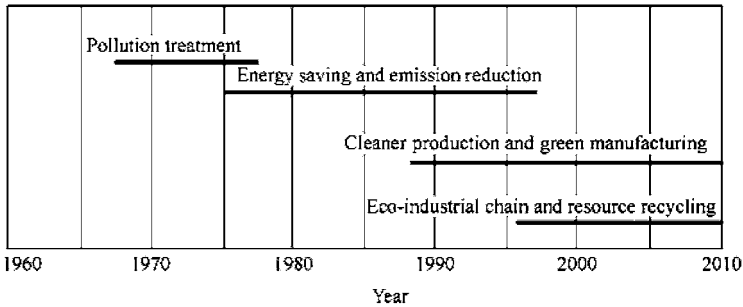 Pollution treatment
Energy saving and emission reduction
Cleaner production and green manufacturing
Eco-industrial chain and resource recycling
1960 1970 1980 1990 2000 2010
Year